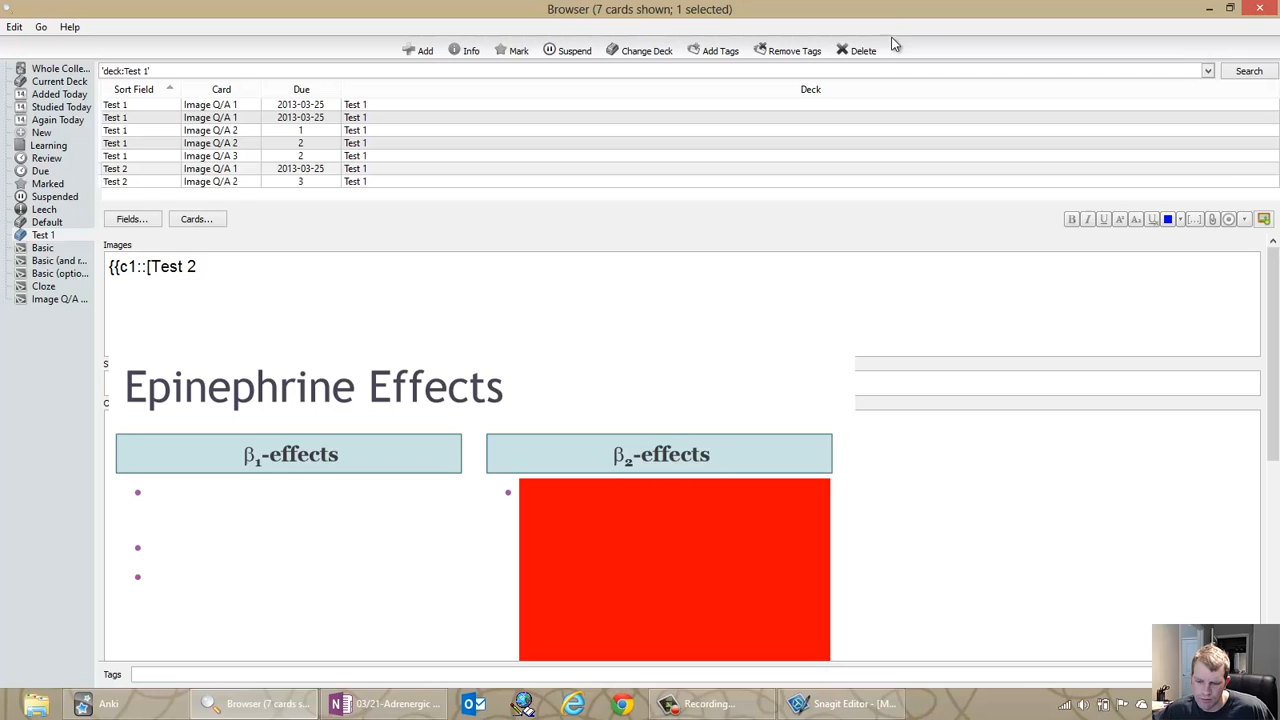 Browser (7 cards shown; 1 selected)
Edit Go Help
Add Info Mark Suspend Change Deck Add Tags Remove Tags Delete
Whole Colle...
Current Deck
Added Today
Studied Today
Again Today
New
Learning
Review
Due
Marked
Suspended
Leech
Default
Test 1
Basic
Basic (and r...
Basic (optio...
Cloze
Image Q/A ...
'deck:Test 1' Search
Sort Field Card Due Deck
Test 1 Image Q/A 1 2013-03-25 Test 1
Test 1 Image Q/A 1 2013-03-25 Test 1
Test 1 Image Q/A 2 1 Test 1
Test 1 Image Q/A 2 2 Test 1
Test 1 Image Q/A 3 2 Test 1
Test 2 Image Q/A 1 2013-03-25 Test 1
Test 2 Image Q/A 2 3 Test 1
Fields... Cards...
Images
{{c1::[Test 2
Epinephrine Effects
β1-effects β2-effects
Tags
Anki Browser (7 cards s... 03/21-Adrenergic ... Recording... Snagit Editor - [M...